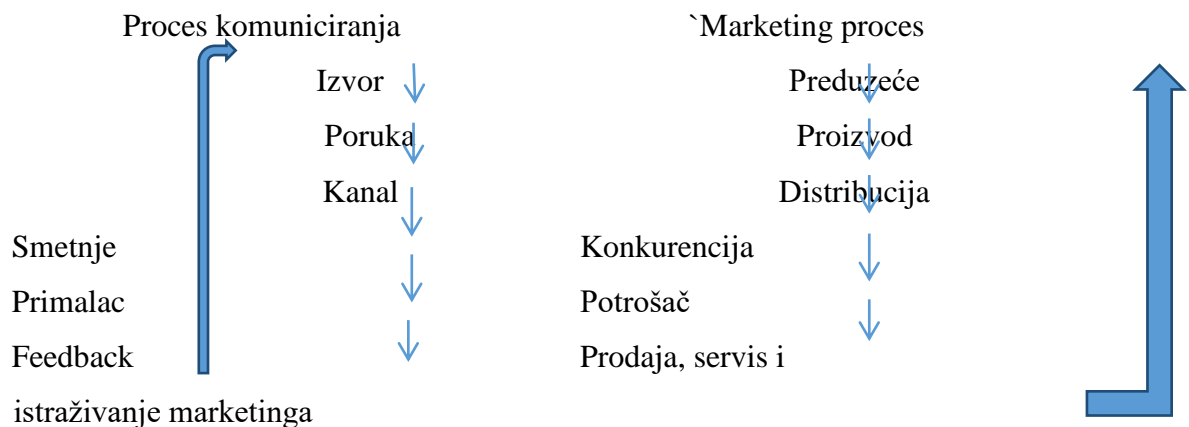 Proces komuniciranja `Marketing proces
Izvor Preduzeće
Poruka Proizvod
Kanal Distribucija
Smetnje Konkurencija
Primalac Potrošač
Feedback Prodaja, servis i
istraživanje marketinga